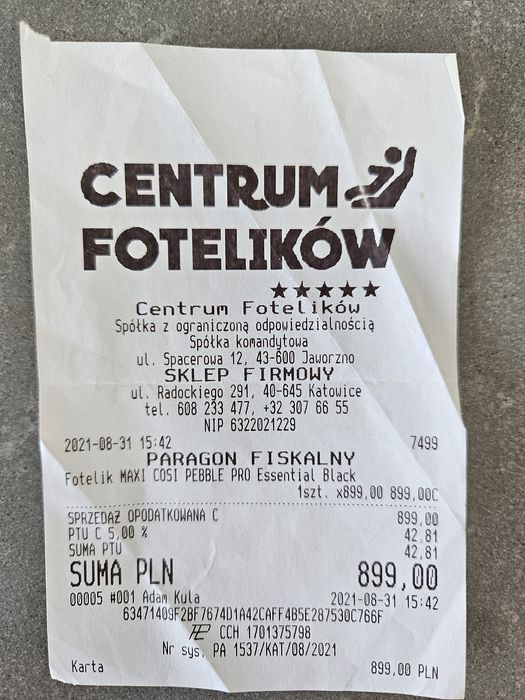 CENTRUM
FOTELIKÓW
Centrum Fotelików
Spółka z ograniczoną odpowiedzialnością
Spółka komandytowa
ul. Spacerowa 12, 43-600 Jaworzno
SKLEP FIRMOWY
ul. Radockiego 291, 40-645 Katowice
tel. 608 233 477, +32 307 66 55
NIP 6322021229
2021-08-31 15:42 7499
PARAGON FISKALNY
Fotelik MAXI COSI PEBBLE PRO Essential Black
1szt. x899,00 899,00C
SPRZEDAŻ OPODATKOWANA C 899,00
PTU C 5,00 % 42,81
SUMA PTU 42,81
SUMA PLN 899,00
00005 #001 Adam Kula 2021-08-31 15:42
63471409F2BF7674D1A42CAFF4B5E287530C766F
CCH 1701375798
Nr sys. PA 1537/KAT/08/2021
Karta 899,00 PLN